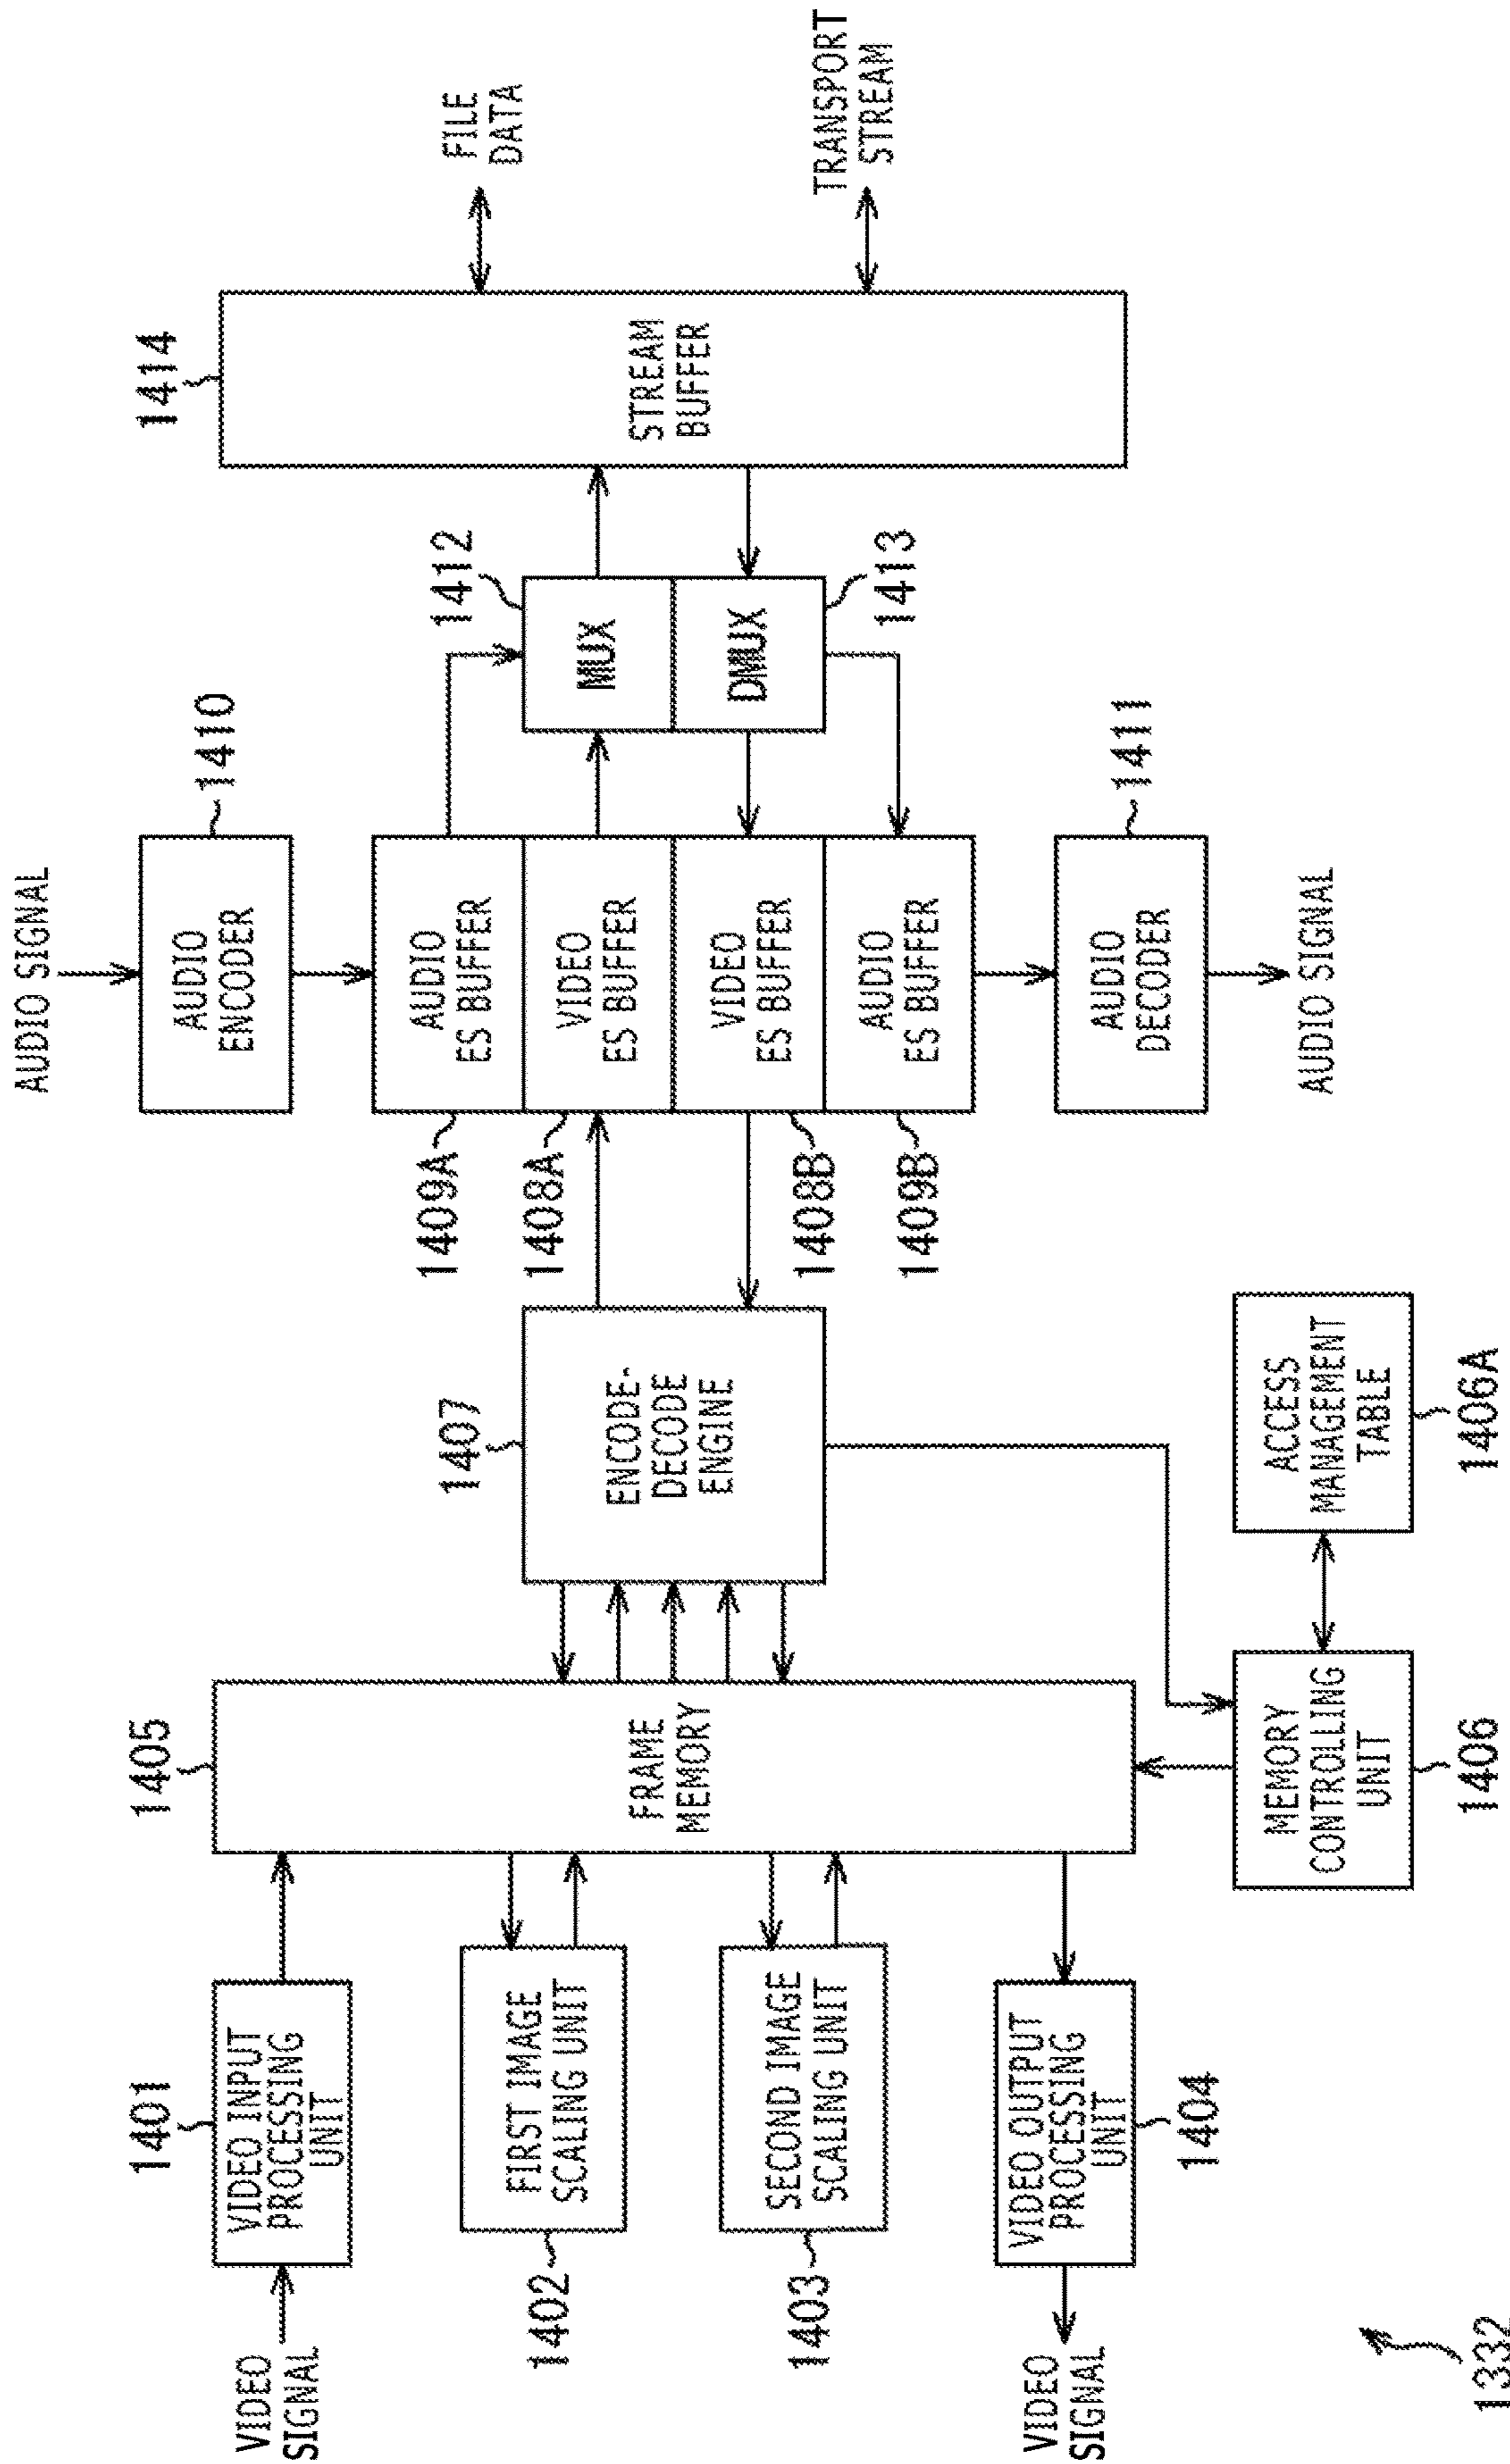 1332
VIDEO
SIGNAL
1401
VIDEO INPUT
PROCESSING
UNIT
1402
FIRST IMAGE
SCALING UNIT
1403
SECOND IMAGE
SCALING UNIT
VIDEO
SIGNAL
VIDEO OUTPUT
PROCESSING
UNIT
1404
1405
FRAME
MEMORY
MEMORY
CONTROLLING
UNIT
1406
ACCESS
MANAGEMENT
TABLE
1406A
1407
ENCODE-
DECODE
ENGINE
AUDIO SIGNAL
AUDIO
ENCODER
1410
AUDIO
ES BUFFER
1409A
VIDEO
ES BUFFER
1408A
VIDEO
ES BUFFER
1408B
AUDIO
ES BUFFER
1409B
AUDIO
DECODER
1411
AUDIO SIGNAL
1412
MUX
DMUX
1413
1414
STREAM
BUFFER
FILE
DATA
TRANSPORT
STREAM